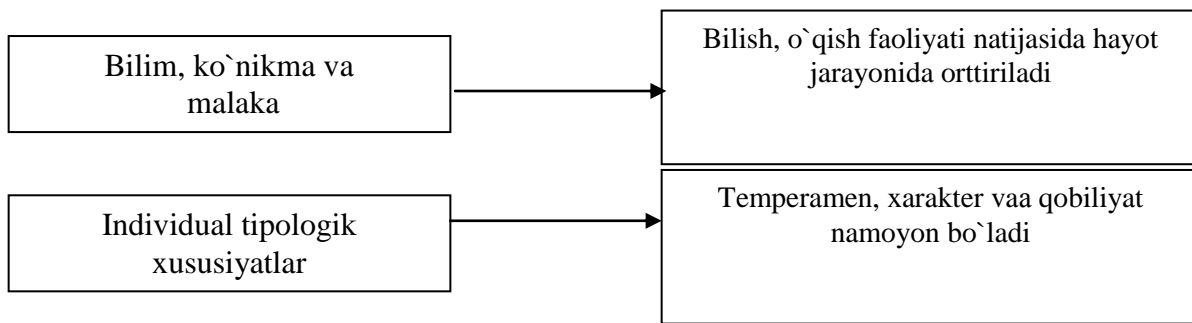 Bilim, ko`nikma va
malaka
Bilish, o`qish faoliyati natijasida hayot
jarayonida orttiriladi
Individual tipologik
xususiyatlar
Temperamen, xarakter vaa qobiliyat
namoyon bo`ladi